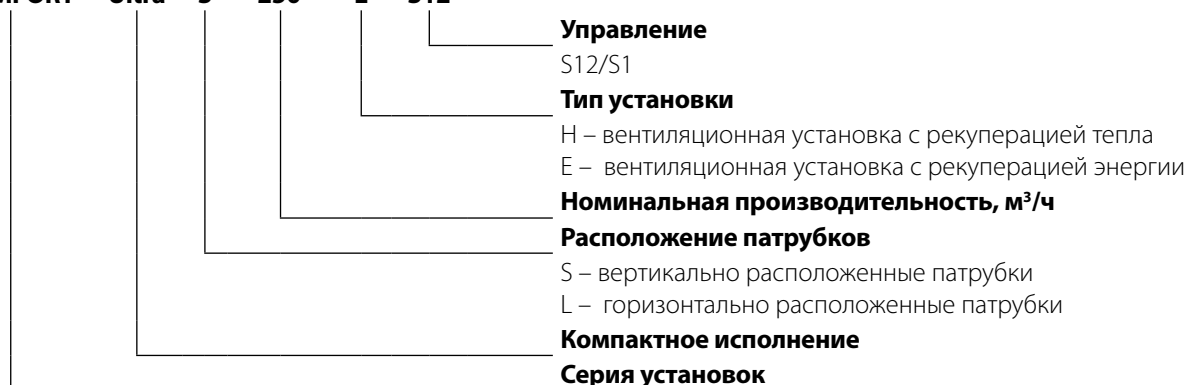 Управление
S12/S1
Тип установки
H – вентиляционная установка с рекуперацией тепла
E – вентиляционная установка с рекуперацией энергии
Номинальная производительность, м³/ч
Расположение патрубков
S – вертикально расположенные патрубки
L – горизонтально расположенные патрубки
Компактное исполнение
Серия установок